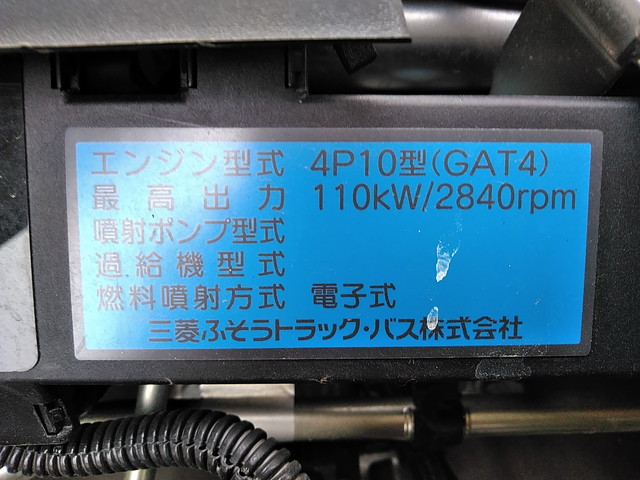 エンジン型式 4P10型(GAT4)
最高出力 110kW/2840rpm
噴射ポンプ型式
過給機型式
燃料噴射方式 電子式
三菱ふそうトラック・バス株式会社